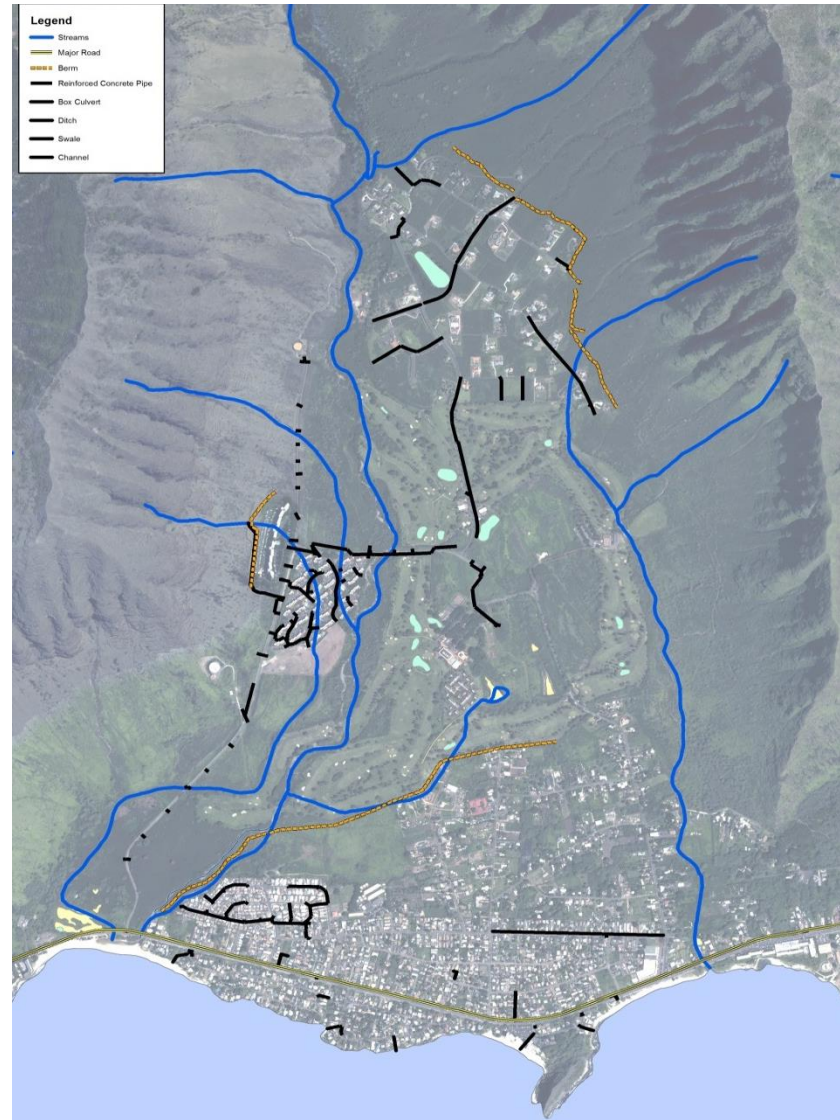 Legend
Streams
Major Road
Berm
Reinforced Concrete Pipe
Box Culvert
Ditch
Swale
Channel